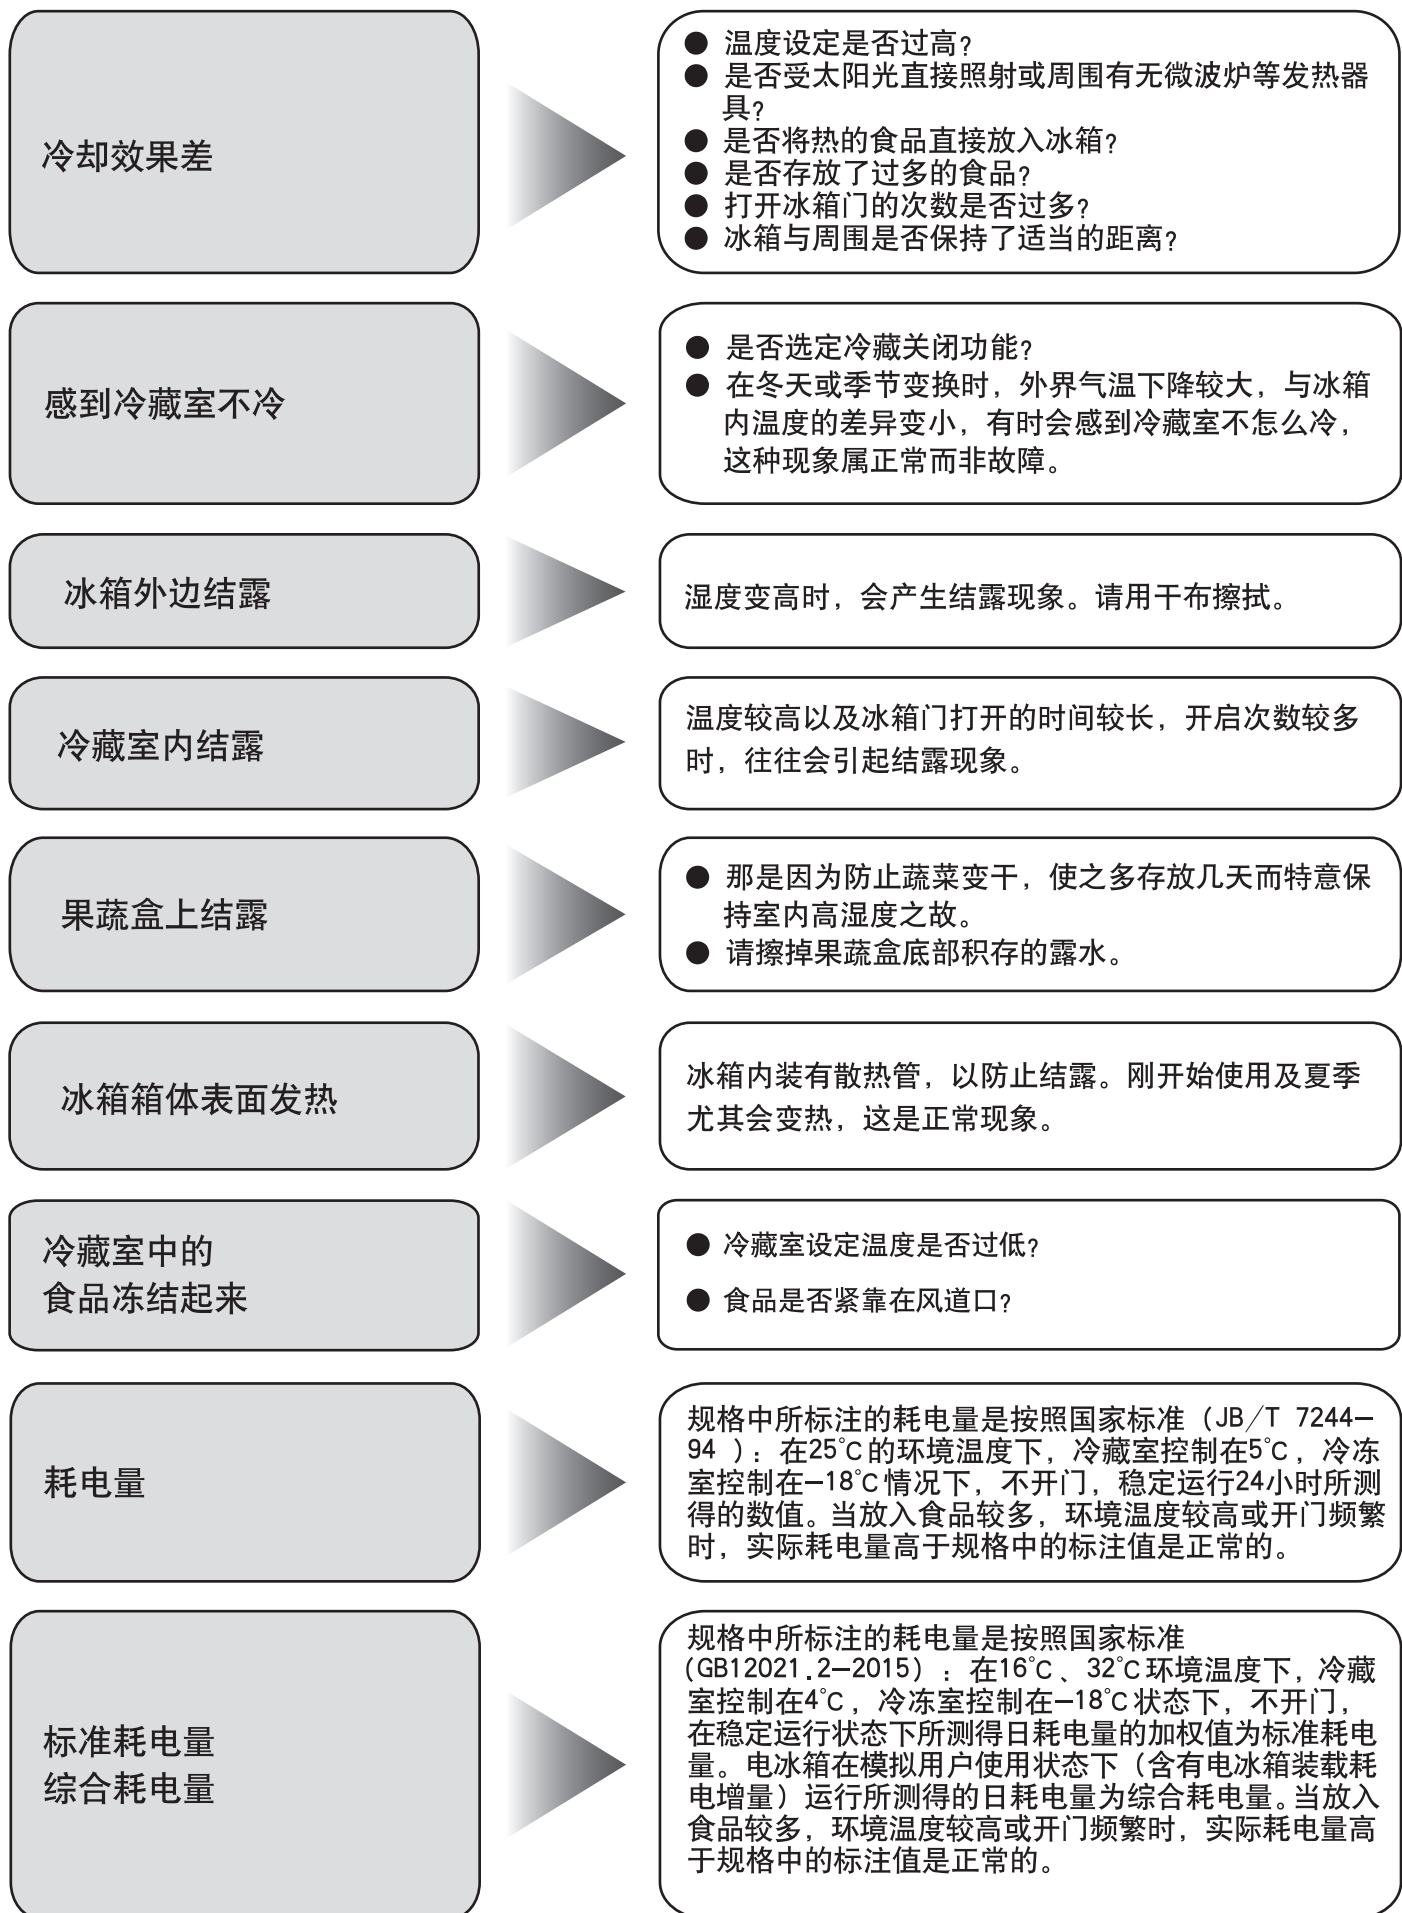 冷却效果差
● 温度设定是否过高?
● 是否受太阳光直接照射或周围有无微波炉等发热器
具?
● 是否将热的食品直接放入冰箱?
● 是否存放了过多的食品?
● 打开冰箱门的次数是否过多?
● 冰箱与周围是否保持了适当的距离?
感到冷藏室不冷
● 是否选定冷藏关闭功能?
● 在冬天或季节变换时，外界气温下降较大，与冰箱
内温度的差异变小，有时会感到冷藏室不怎么冷，
这种现象属正常而非故障。
冰箱外边结露
湿度变高时，会产生结露现象。请用干布擦拭。
冷藏室内结露
温度较高以及冰箱门打开的时间较长，开启次数较多
时，往往会引起结露现象。
果蔬盒上结露
● 那是因为防止蔬菜变干，使之多存放几天而特意保
持室内高湿度之故。
● 请擦掉果蔬盒底部积存的露水。
冰箱箱体表面发热
冰箱内装有散热管，以防止结露。刚开始使用及夏季
尤其会变热，这是正常现象。
冷藏室中的
食品冻结起来
● 冷藏室设定温度是否过低?
● 食品是否紧靠在风道口?
耗电量
规格中所标注的耗电量是按照国家标准（JB/T 7244—
94 ）：在25℃的环境温度下，冷藏室控制在5℃，冷冻
室控制在—18℃情况下，不开门，稳定运行24小时所测
得的数值。当放入食品较多，环境温度较高或开门频繁
时，实际耗电量高于规格中的标注值是正常的。
标准耗电量
综合耗电量
规格中所标注的耗电量是按照国家标准
(GB12021.2—2015）：在16℃、32℃环境温度下，冷藏
室控制在4℃，冷冻室控制在—18℃状态下，不开门，
在稳定运行状态下所测得日耗电量的加权值为标准耗电
量。电冰箱在模拟用户使用状态下（含有电冰箱装载耗
电增量）运行所测得的日耗电量为综合耗电量。当放入
食品较多，环境温度较高或开门频繁时，实际耗电量高
于规格中的标注值是正常的。